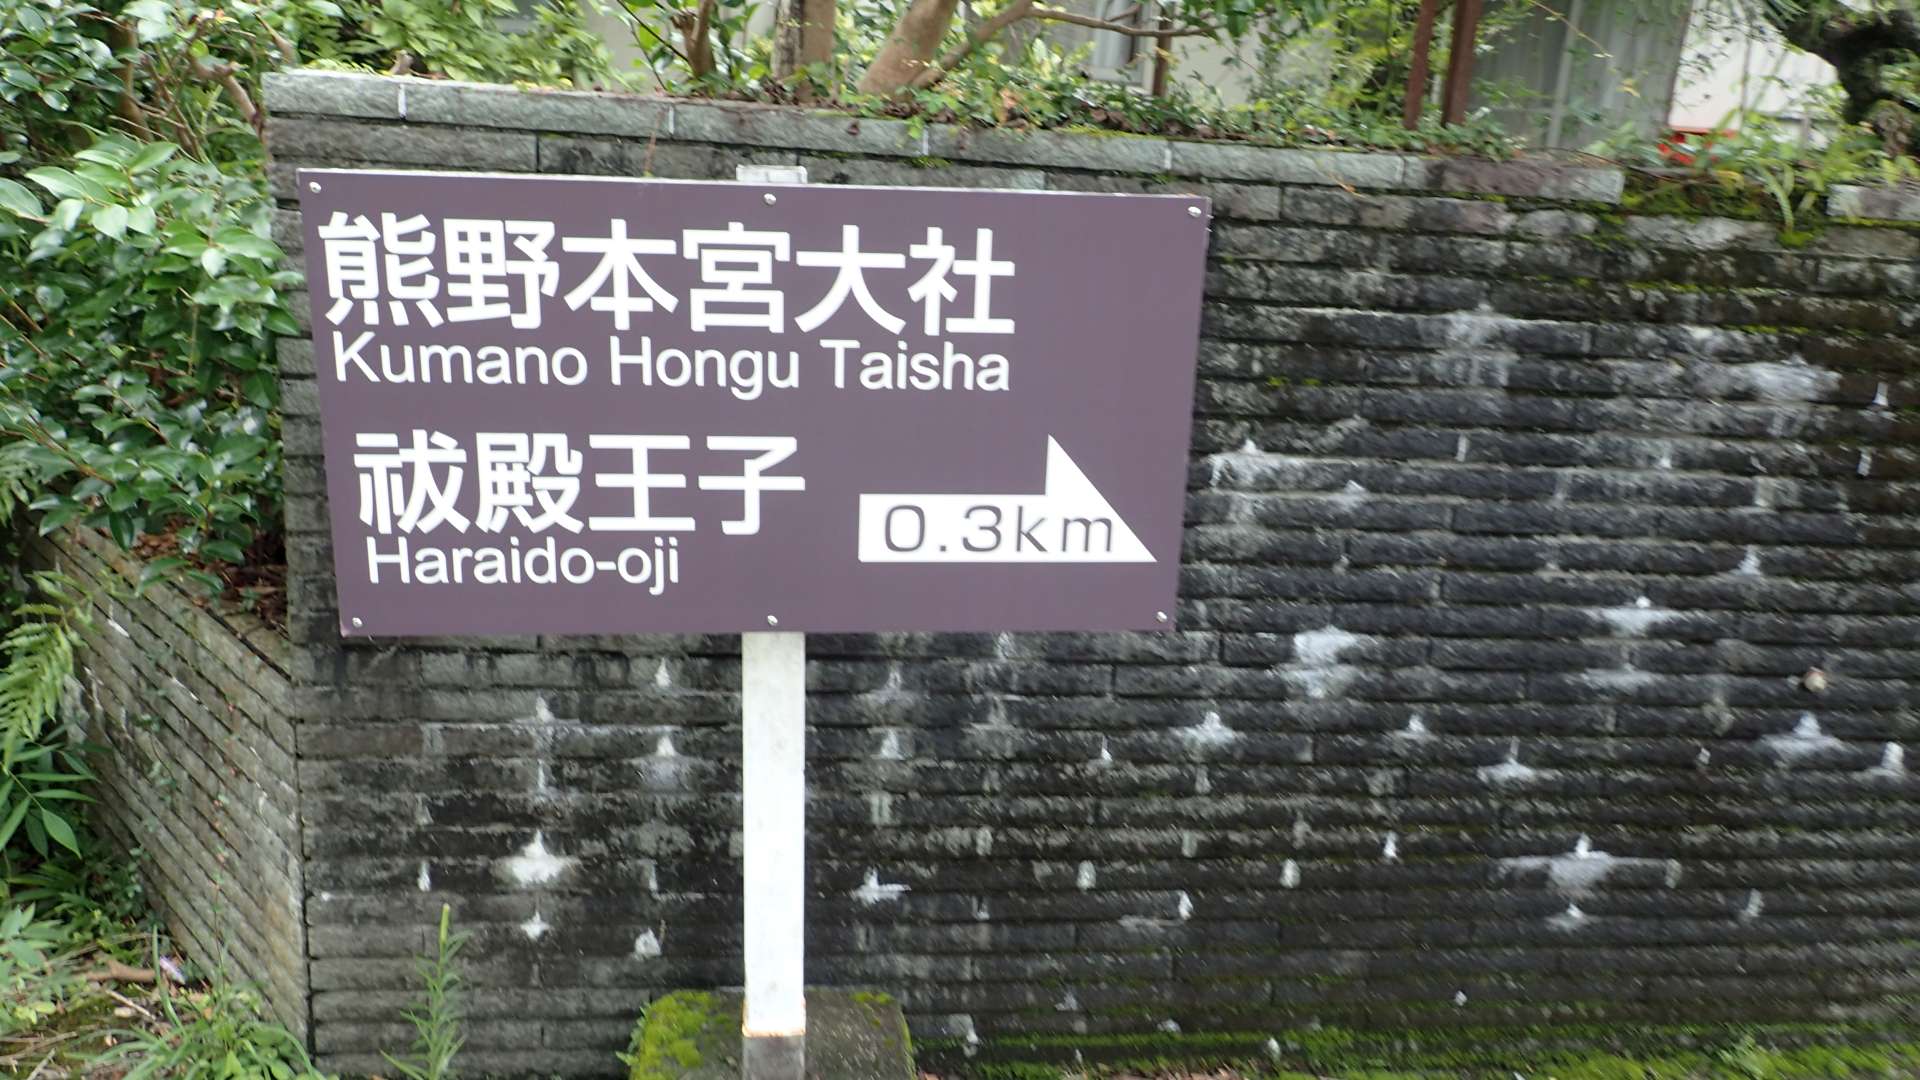 熊野本宮大社
Kumano Hongu Taisha
祓殿王子
Haraido-oji
0.3km